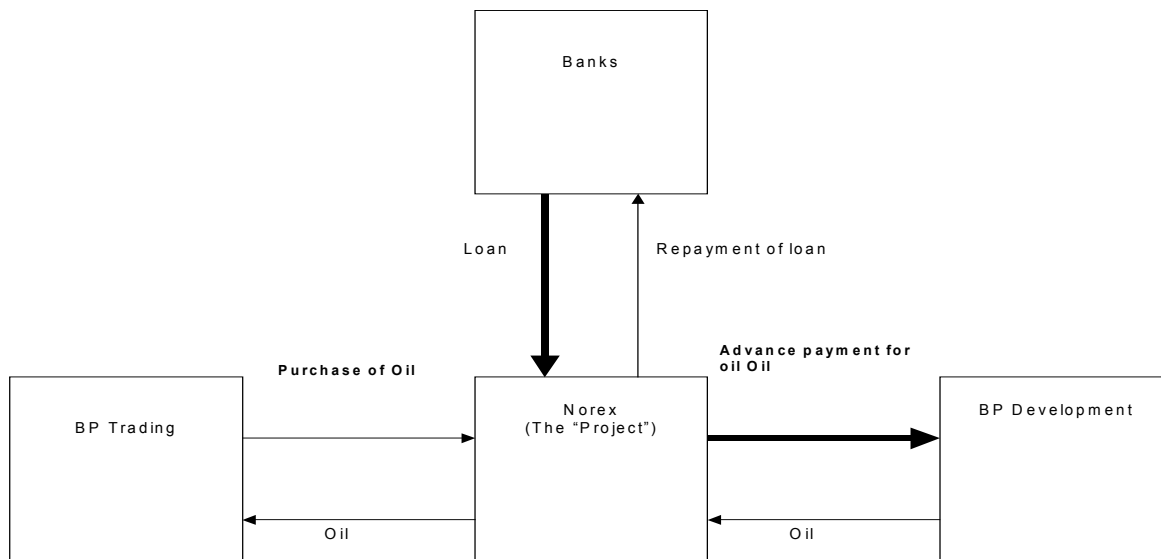 Banks
Loan
Repayment of loan
Purchase of Oil
Advance payment for
oil Oil
BP Trading
Norex
(The “Project”)
BP Development
Oil
Oil